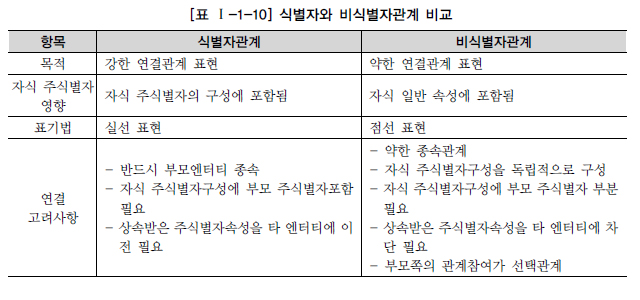 [표 Ⅰ-1-10] 식별자와 비식별자관계 비교
항목 식별자관계 비식별자관계
목적 강한 연결관계 표현 약한 연결관계 표현
자식 주식별자 영향 자식 주식별자의 구성에 포함됨 자식 일반 속성에 포함됨
표기법 실선 표현 점선 표현
연결 고려사항
- 반드시 부모엔터티 종속
- 자식 주식별자구성에 부모 주식별자포함
필요
- 상속받은 주식별자속성을 타 엔터티에 이
전 필요
- 약한 종속관계
- 자식 주식별자구성을 독립적으로 구성
- 자식 주식별자구성에 부모 주식별자 부분
필요
- 상속받은 주식별자속성을 타 엔터티에 차
단 필요
- 부모쪽의 관계참여가 선택관계